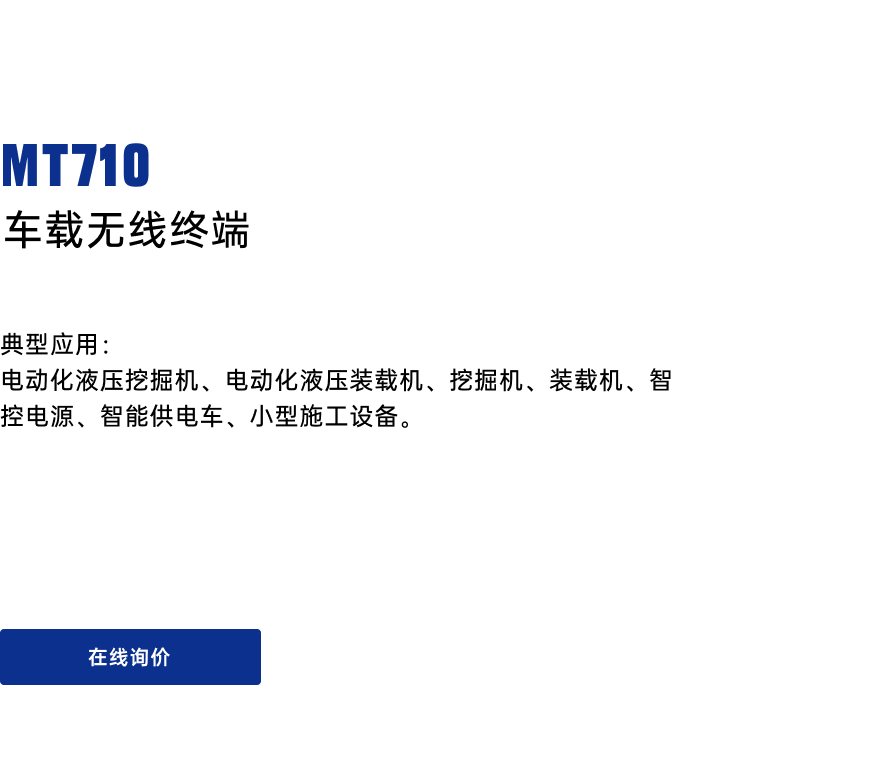 MT710
车载无线终端
典型应用：
电动化液压挖掘机、电动化液压装载机、挖掘机、装载机、智
控电源、智能供电车、小型施工设备。
在线询价